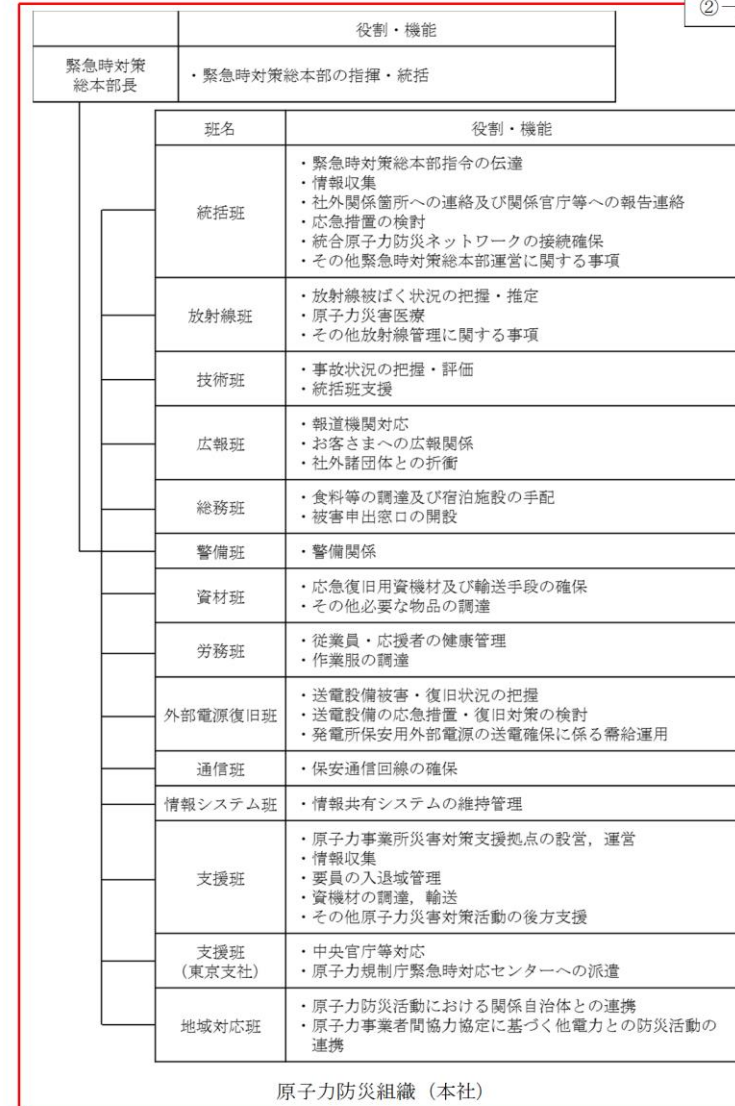 ②－
役割・機能
緊急時対策
総本部長
・緊急時対策総本部の指揮・統括
班名
役割・機能
統括班
・緊急時対策総本部指令の伝達
・情報収集
・社外関係箇所への連絡及び関係官庁等への報告連絡
・応急措置の検討
・統合原子力防災ネットワークの接続確保
・その他緊急時対策総本部運営に関する事項
放射線班
・放射線被ばく状況の把握・推定
・原子力災害医療
・その他放射線管理に関する事項
技術班
・事故状況の把握・評価
・統括班支援
広報班
・報道機関対応
・お客さまへの広報関係
・社外諸団体との折衝
総務班
・食料等の調達及び宿泊施設の手配
・被害申出窓口の開設
警備班
・警備関係
資材班
・応急復旧用資機材及び輸送手段の確保
・その他必要な物品の調達
労務班
・従業員・応援者の健康管理
・作業服の調達
外部電源復旧班
・送電設備被害・復旧状況の把握
・送電設備の応急措置・復旧対策の検討
・発電所保安用外部電源の送電確保に係る需給運用
通信班
・保安通信回線の確保
情報システム班
・情報共有システムの維持管理
支援班
・原子力事業所災害対策支援拠点の設営，運営
・情報収集
・要員の入退域管理
・資機材の調達，輸送
・その他原子力災害対策活動の後方支援
支援班
(東京支社)
・中央官庁等対応
・原子力規制庁緊急時対応センターへの派遣
地域対応班
・原子力防災活動における関係自治体との連携
・原子力事業者間協力協定に基づく他電力との防災活動の
連携
原子力防災組織（本社）